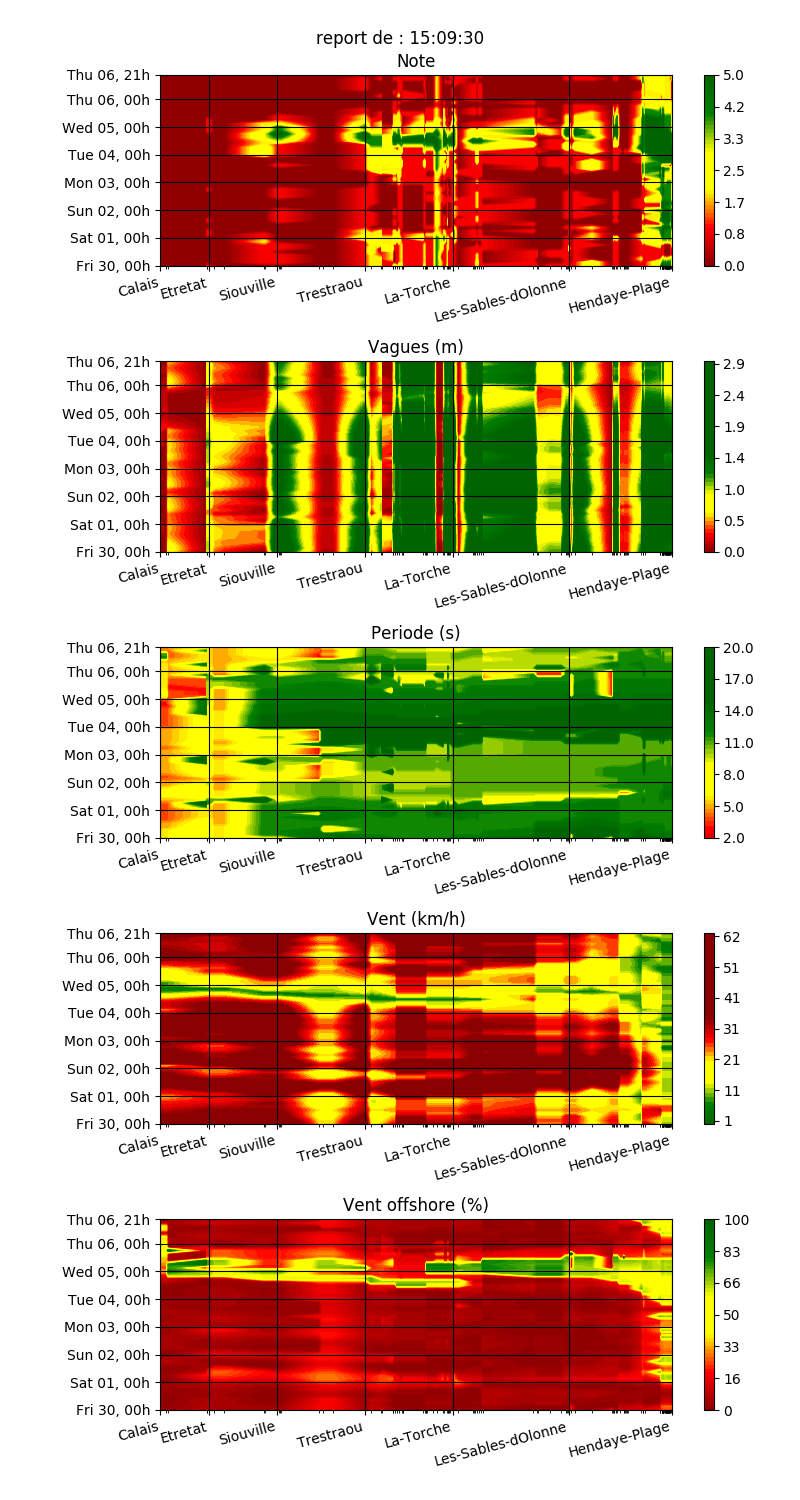 report de : 15:09:30
Note
Thu 06, 21h
Thu 06, 00h
Wed 05, 00h
Tue 04, 00h
Mon 03, 00h
Sun 02, 00h
Sat 01, 00h
Fri 30, 00h
5.0
4.2
3.3
2.5
1.7
0.8
0.0
Calais Etretat Siouville Trestraou La-Torche Les-Sables-dOlonne Hendaye-Plage
Vagues (m)
Thu 06, 21h
Thu 06, 00h
Wed 05, 00h
Tue 04, 00h
Mon 03, 00h
Sun 02, 00h
Sat 01, 00h
Fri 30, 00h
2.9
2.4
1.9
1.4
1.0
0.5
0.0
Calais Etretat Siouville Trestraou La-Torche Les-Sables-dOlonne Hendaye-Plage
Periode (s)
Thu 06, 21h
Thu 06, 00h
Wed 05, 00h
Tue 04, 00h
Mon 03, 00h
Sun 02, 00h
Sat 01, 00h
Fri 30, 00h
20.0
17.0
14.0
11.0
8.0
5.0
2.0
Calais Etretat Siouville Trestraou La-Torche Les-Sables-dOlonne Hendaye-Plage
Vent (km/h)
Thu 06, 21h
Thu 06, 00h
Wed 05, 00h
Tue 04, 00h
Mon 03, 00h
Sun 02, 00h
Sat 01, 00h
Fri 30, 00h
62
51
41
31
21
11
1
Calais Etretat Siouville Trestraou La-Torche Les-Sables-dOlonne Hendaye-Plage
Vent offshore (%)
Thu 06, 21h
Thu 06, 00h
Wed 05, 00h
Tue 04, 00h
Mon 03, 00h
Sun 02, 00h
Sat 01, 00h
Fri 30, 00h
100
83
66
50
33
16
0
Calais Etretat Siouville Trestraou La-Torche Les-Sables-dOlonne Hendaye-Plage